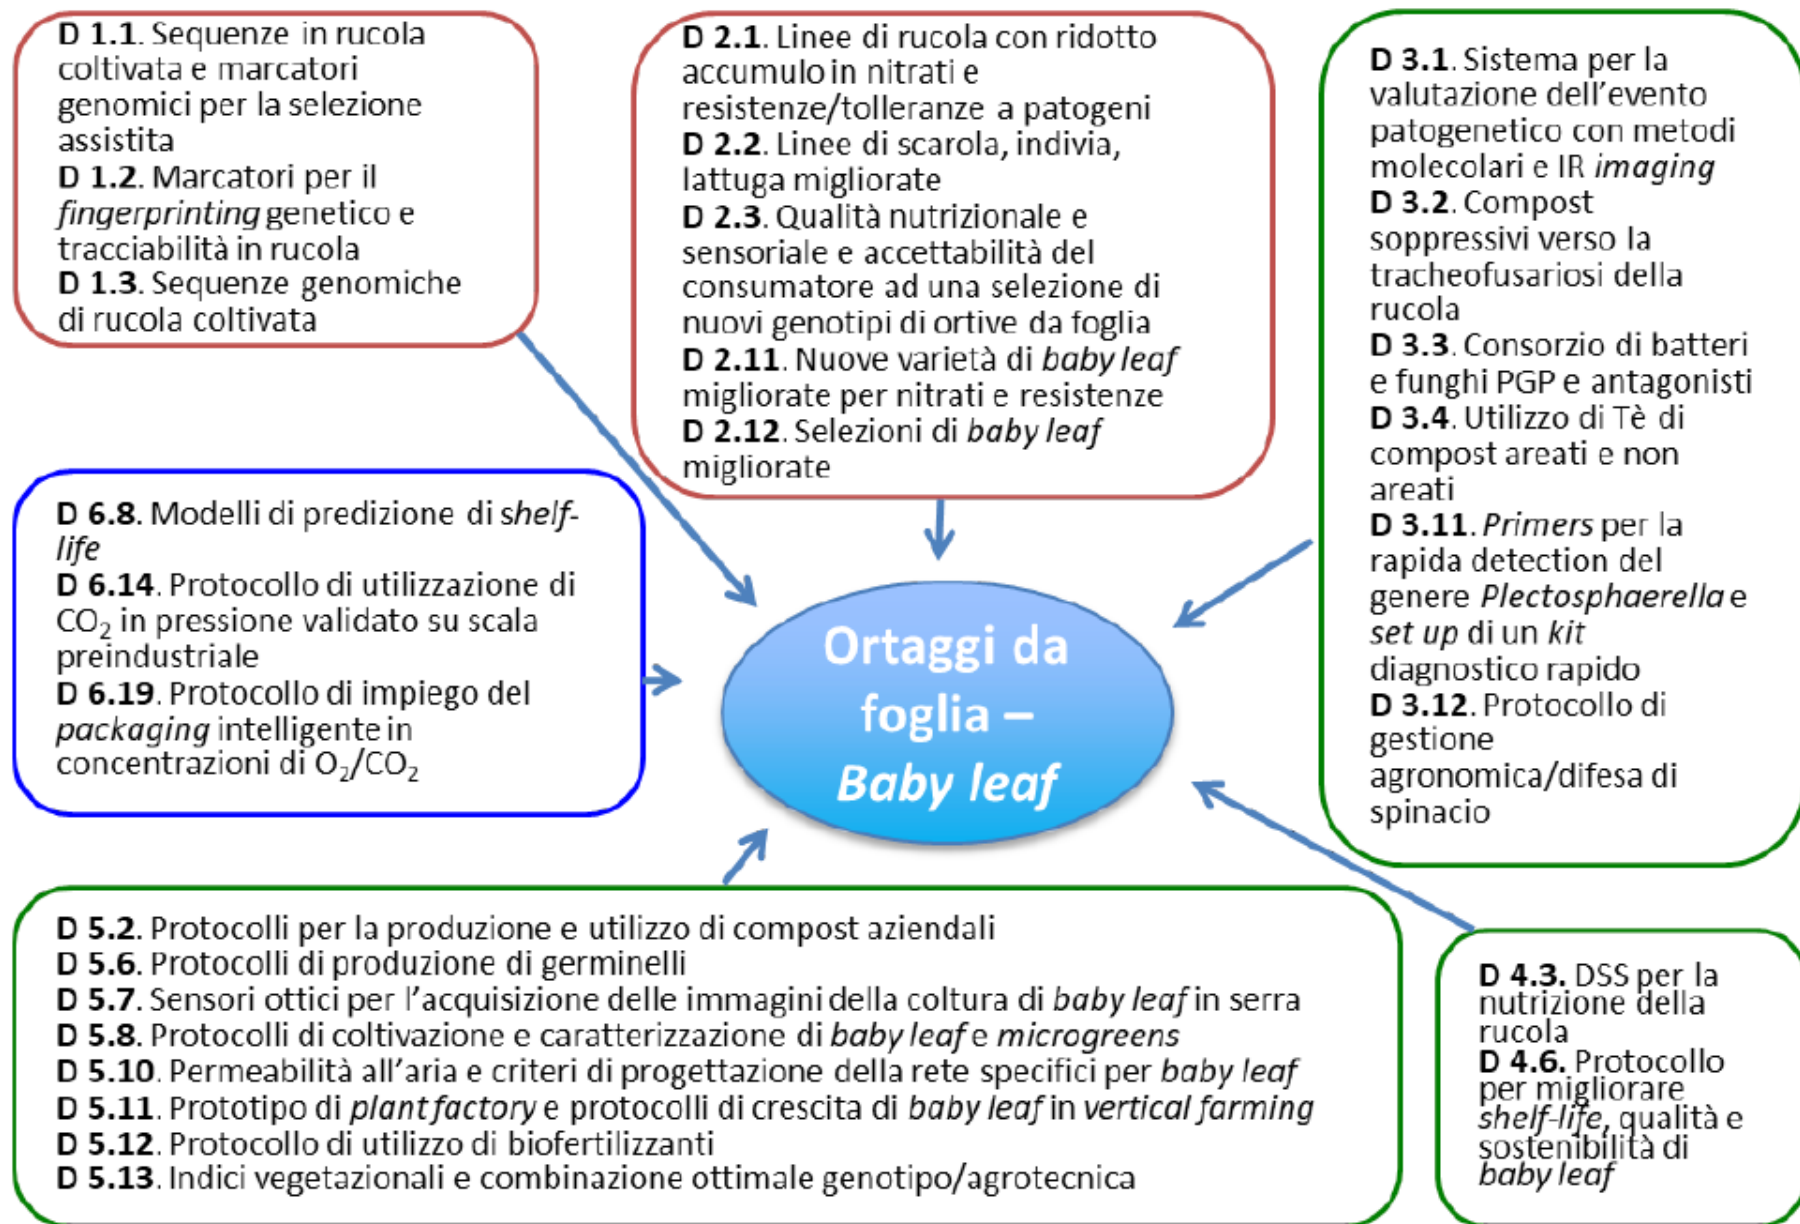 D 1.1. Sequenze in rucola
coltivata e marcatori
genomici per la selezione
assistita
D 1.2. Marcatori per il
fingerprinting genetico e
tracciabilità in rucola
D 1.3. Sequenze genomiche
di rucola coltivata
D 2.1. Linee di rucola con ridotto
accumulo in nitrati e
resistenze/tolleranze a patogeni
D 2.2. Linee di scarola, indivia,
lattuga migliorate
D 2.3. Qualità nutrizionale e
sensoriale e accettabilità del
consumatore ad una selezione di
nuovi genotipi di ortive da foglia
D 2.11. Nuove varietà di baby leaf
migliorate per nitrati e resistenze
D 2.12. Selezioni di baby leaf
migliorate
D 3.1. Sistema per la
valutazione dell'evento
patogenetico con metodi
molecolari e IR imaging
D 3.2. Compost
soppressivi verso la
tracheofusariosi della
rucola
D 3.3. Consorzio di batteri
e funghi PGP e antagonisti
D 3.4. Utilizzo di Tè di
compost areati e non
areati
D 3.11. Primers per la
rapida detection del
genere Plectosphaerella e
set up di un kit
diagnostico rapido
D 3.12. Protocollo di
gestione
agronomica/difesa di
spinacio
D 6.8. Modelli di predizione di shelf-
life
D 6.14. Protocollo di utilizzazione di
CO₂ in pressione validato su scala
preindustriale
D 6.19. Protocollo di impiego del
packaging intelligente in
concentrazioni di O₂/CO₂
Ortaggi da
foglia –
Baby leaf
D 5.2. Protocolli per la produzione e utilizzo di compost aziendali
D 5.6. Protocolli di produzione di germinelli
D 5.7. Sensori ottici per l'acquisizione delle immagini della coltura di baby leaf in serra
D 5.8. Protocolli di coltivazione e caratterizzazione di baby leaf e microgreens
D 5.10. Permeabilità all'aria e criteri di progettazione della rete specifici per baby leaf
D 5.11. Prototipo di plant factory e protocolli di crescita di baby leaf in vertical farming
D 5.12. Protocollo di utilizzo di biofertilizzanti
D 5.13. Indici vegetazionali e combinazione ottimale genotipo/agrotecnica
D 4.3. DSS per la
nutrizione della
rucola
D 4.6. Protocollo
per migliorare
shelf-life, qualità e
sostenibilità di
baby leaf